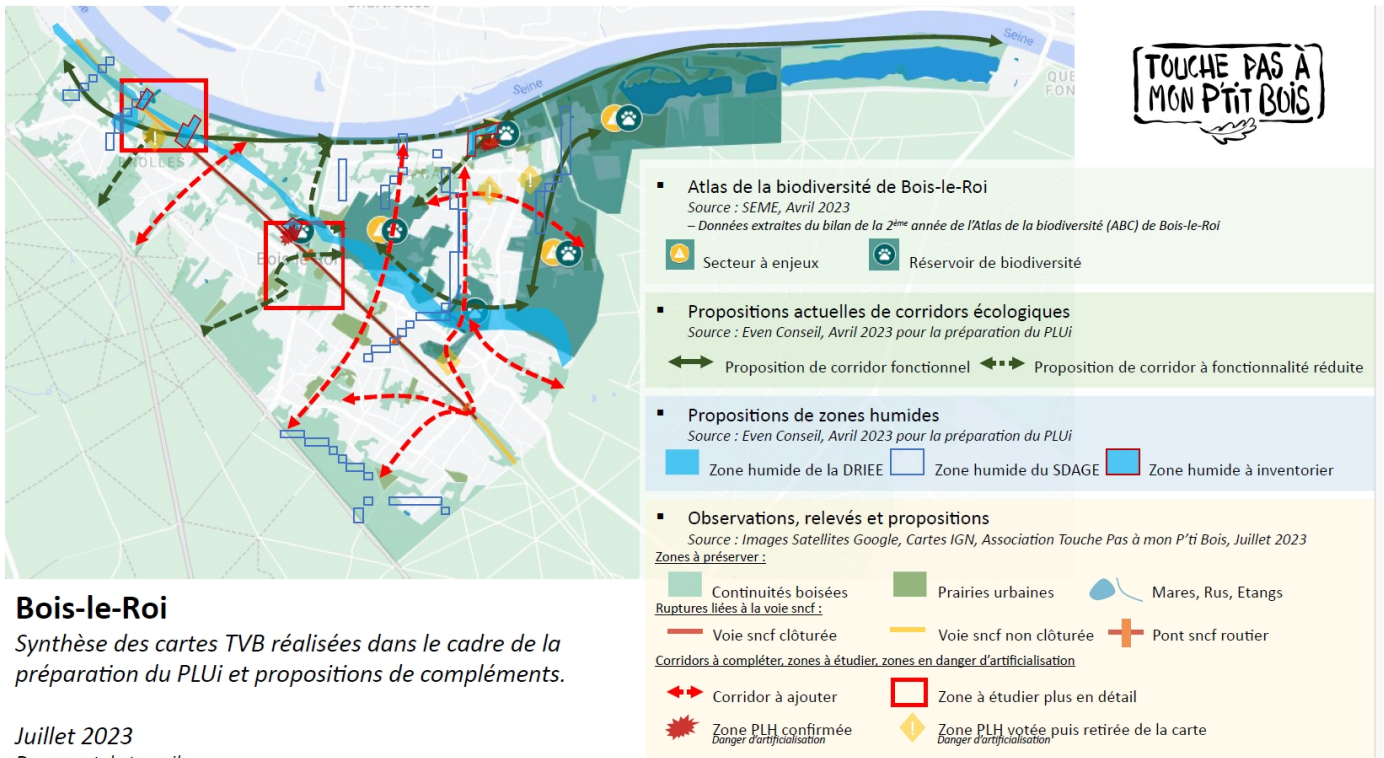 Seine
Seine
Seine
TOUCHE PAS À
MON P'TIT BOIS
▪ Atlas de la biodiversité de Bois-le-Roi
Source : SEME, Avril 2023
– Données extraites du bilan de la 2ème année de l'Atlas de la biodiversité (ABC) de Bois-le-Roi
Secteur à enjeux
Réservoir de biodiversité
▪ Propositions actuelles de corridors écologiques
Source : Even Conseil, Avril 2023 pour la préparation du PLUi
Proposition de corridor fonctionnel
Proposition de corridor à fonctionnalité réduite
▪ Propositions de zones humides
Source : Even Conseil, Avril 2023 pour la préparation du PLUi
Zone humide de la DRIEE
Zone humide du SDAGE
Zone humide à inventorier
▪ Observations, relevés et propositions
Source : Images Satellites Google, Cartes IGN, Association Touche Pas à mon P'ti Bois, Juillet 2023
Zones à préserver :
Continuités boisées
Prairies urbaines
Mares, Rus, Etangs
Ruptures liées à la voie sncf :
Voie sncf clôturée
Voie sncf non clôturée
Pont sncf routier
Corridors à compléter, zones à étudier, zones en danger d'artificialisation
Corridor à ajouter
Zone à étudier plus en détail
Zone PLH confirmée
Danger d'artificialisation
Zone PLH votée puis retirée de la carte
Danger d'artificialisation
Bois-le-Roi
Synthèse des cartes TVB réalisées dans le cadre de la
préparation du PLUi et propositions de compléments.
Juillet 2023